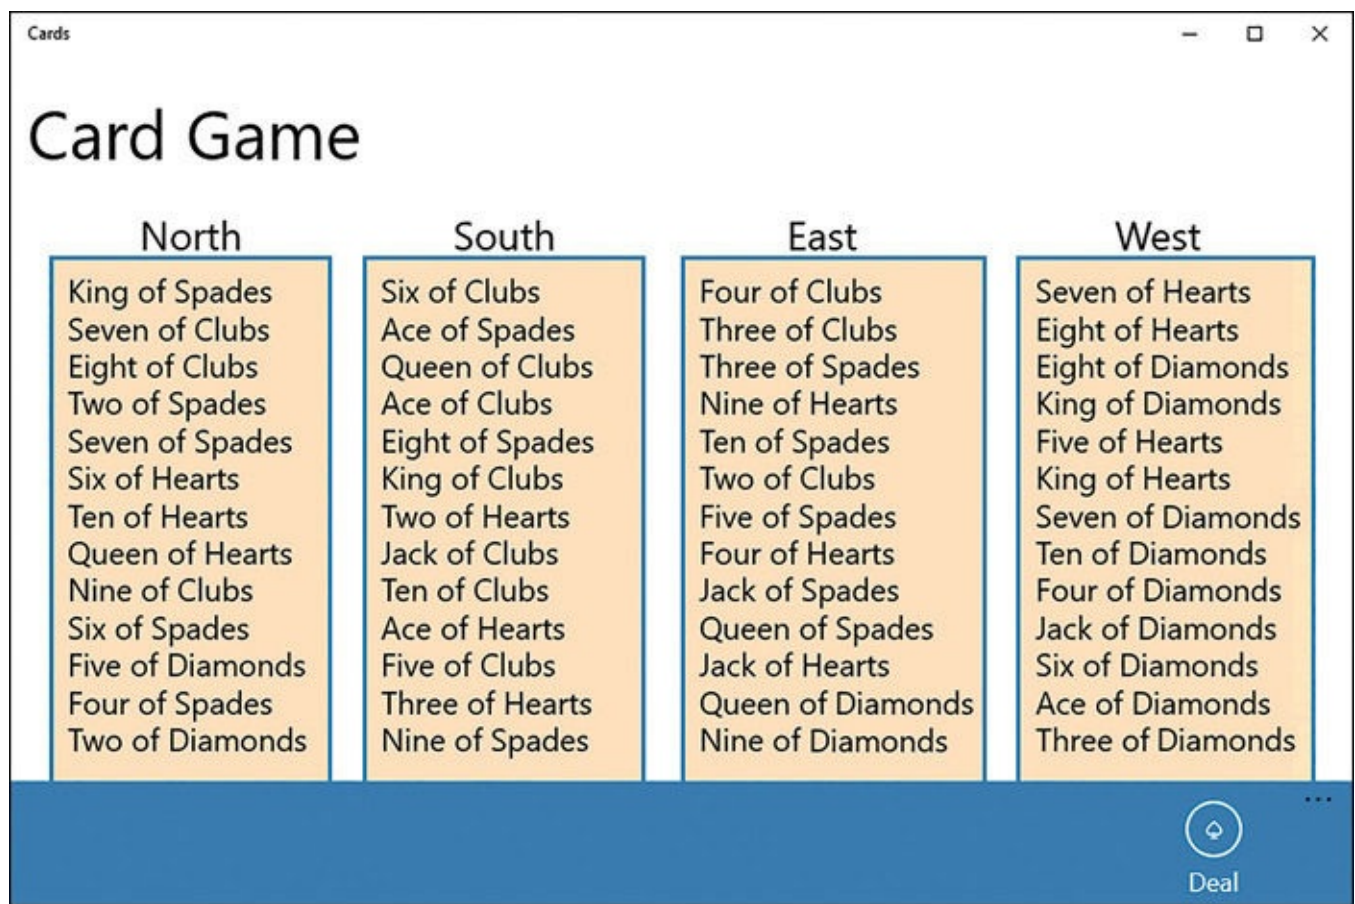 Cards
Card Game
North
King of Spades
Seven of Clubs
Eight of Clubs
Two of Spades
Seven of Spades
Six of Hearts
Ten of Hearts
Queen of Hearts
Nine of Clubs
Six of Spades
Five of Diamonds
Four of Spades
Two of Diamonds
South
Six of Clubs
Ace of Spades
Queen of Clubs
Ace of Clubs
Eight of Spades
King of Clubs
Two of Hearts
Jack of Clubs
Ten of Clubs
Ace of Hearts
Five of Clubs
Three of Hearts
Nine of Spades
East
Four of Clubs
Three of Clubs
Three of Spades
Nine of Hearts
Ten of Spades
Two of Clubs
Five of Spades
Four of Hearts
Jack of Spades
Queen of Spades
Jack of Hearts
Queen of Diamonds
Nine of Diamonds
West
Seven of Hearts
Eight of Hearts
Eight of Diamonds
King of Diamonds
Five of Hearts
King of Hearts
Seven of Diamonds
Ten of Diamonds
Four of Diamonds
Jack of Diamonds
Six of Diamonds
Ace of Diamonds
Three of Diamonds
Deal